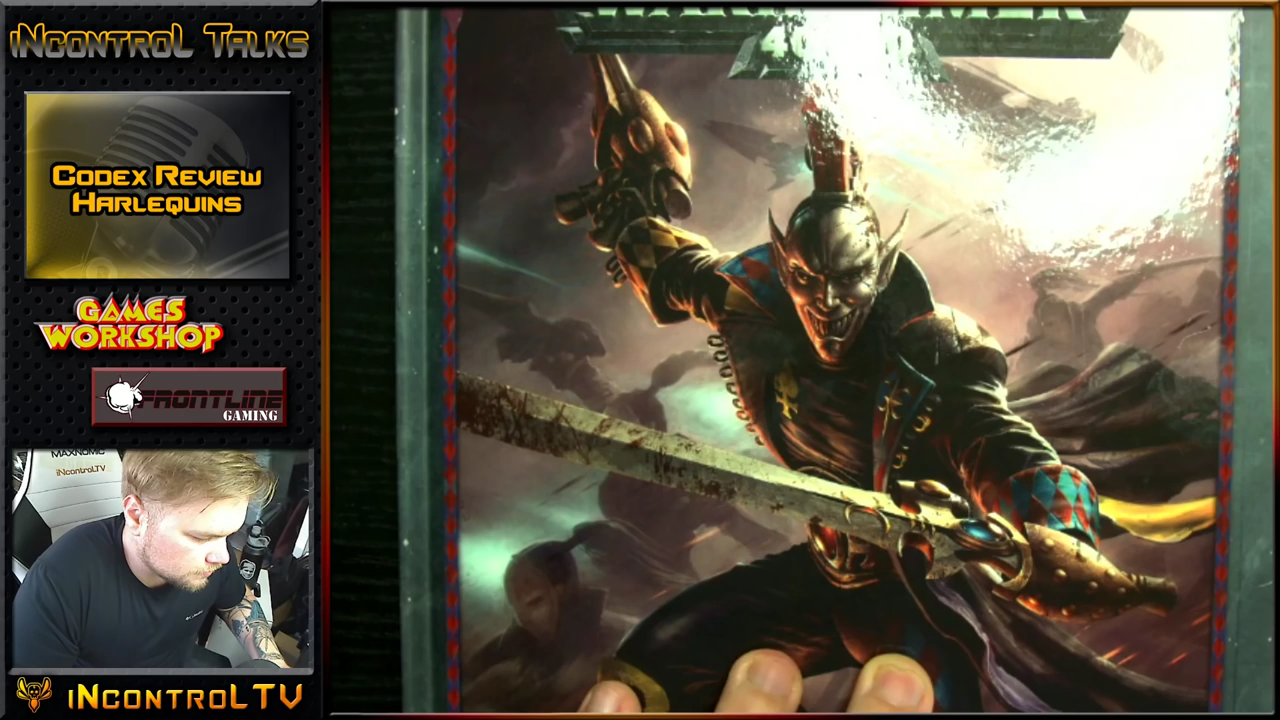 iNcontroL Talks
Codex Review
Harlequins
GAMES
WORKSHOP
FRONTLINE
GAMING
MAXNOMIC
iNcontroLTV
iNcontroLTV